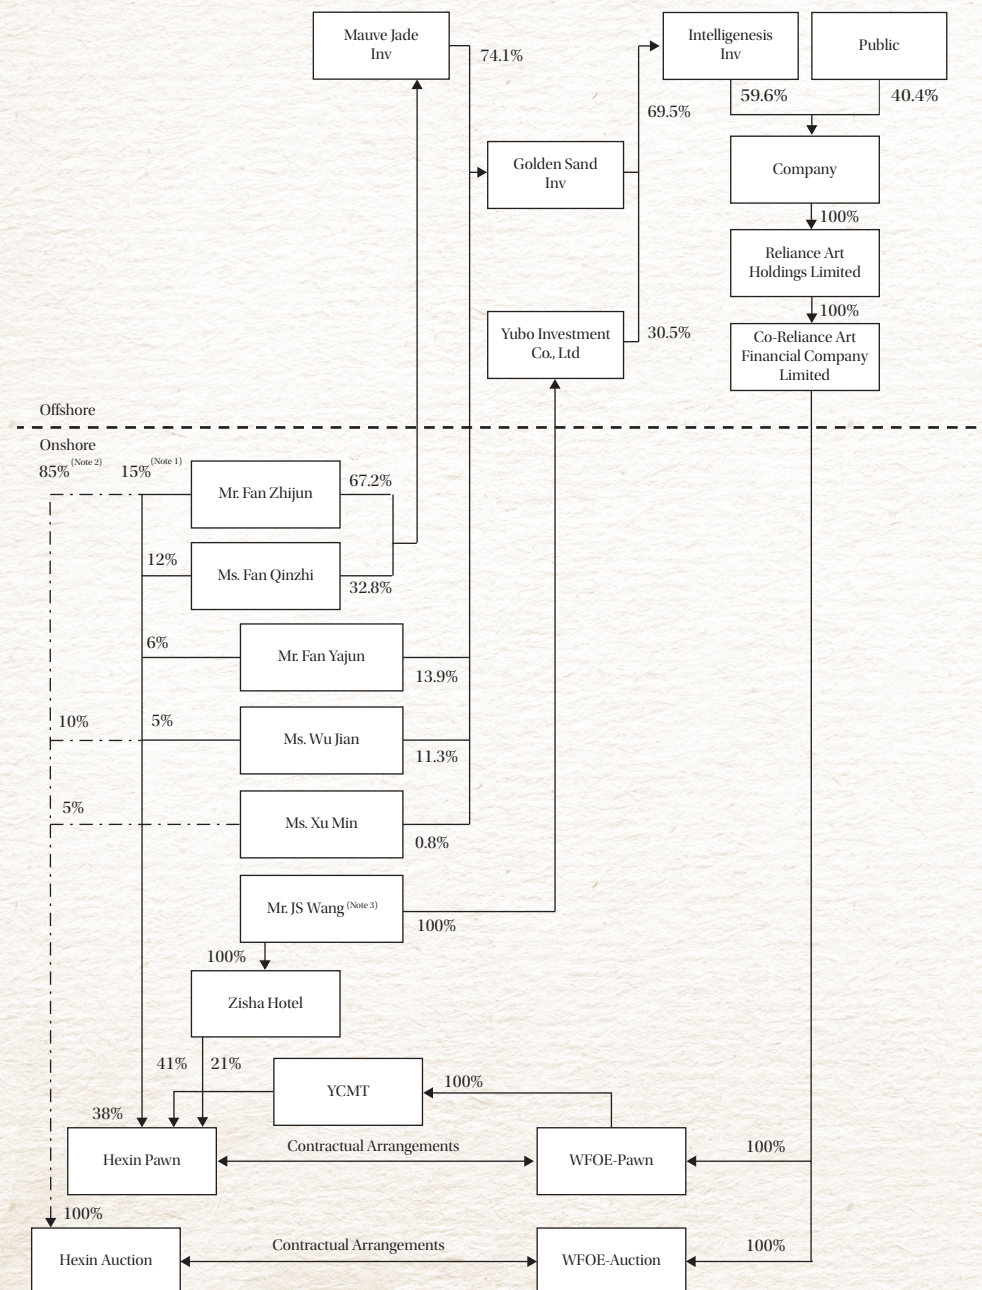 Mauve Jade
Inv
74.1%
Intelligenesis
Inv
Public
59.6%
40.4%
69.5%
Golden Sand
Inv
Company
100%
Reliance Art
Holdings Limited
100%
Yubo Investment
Co., Ltd
30.5%
Co-Reliance Art
Financial Company
Limited
Offshore
Onshore
85% (Note 2)
15% (Note 1)
Mr. Fan Zhijun
67.2%
12%
Ms. Fan Qinzhi
32.8%
6%
Mr. Fan Yajun
13.9%
10%
5%
Ms. Wu Jian
11.3%
5%
Ms. Xu Min
0.8%
Mr. JS Wang (Note 3)
100%
100%
Zisha Hotel
41%
21%
YCMT
100%
38%
Hexin Pawn
Contractual Arrangements
WFOE-Pawn
100%
100%
Hexin Auction
Contractual Arrangements
WFOE-Auction
100%